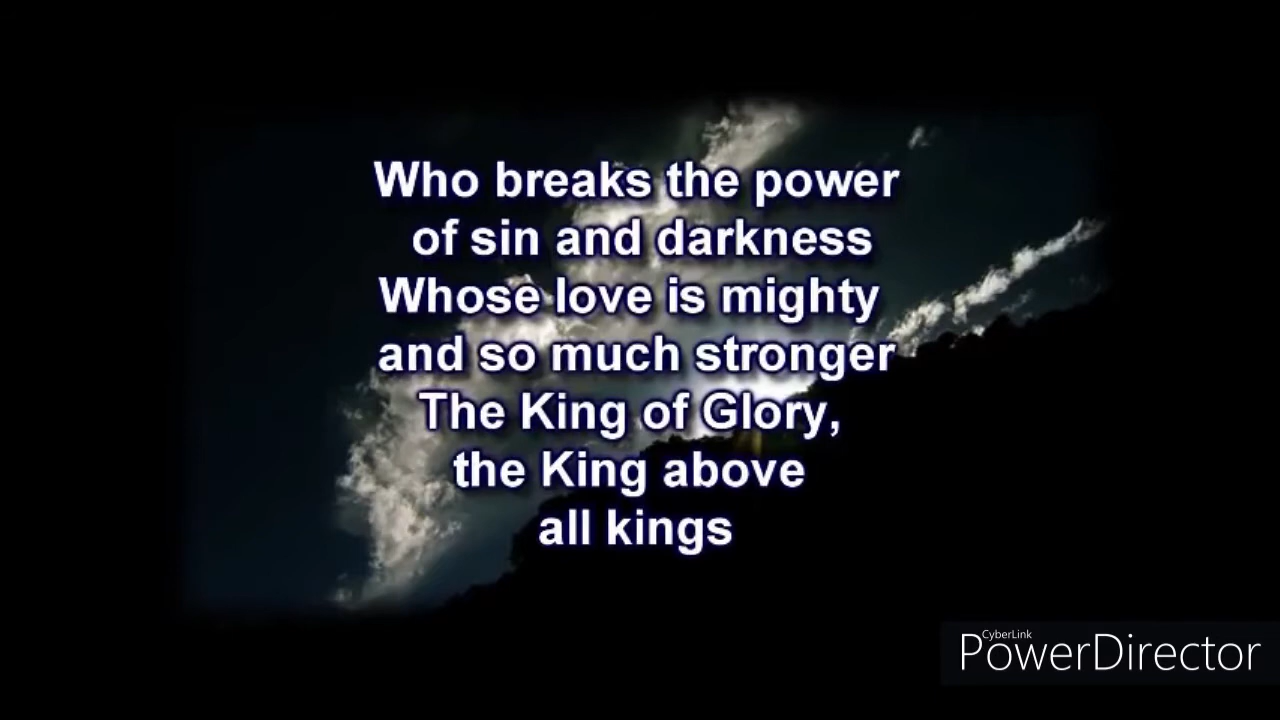 Who breaks the power
of sin and darkness
Whose love is mighty
and so much stronger
The King of Glory,
the King above
all kings
CyberLink
PowerDirector